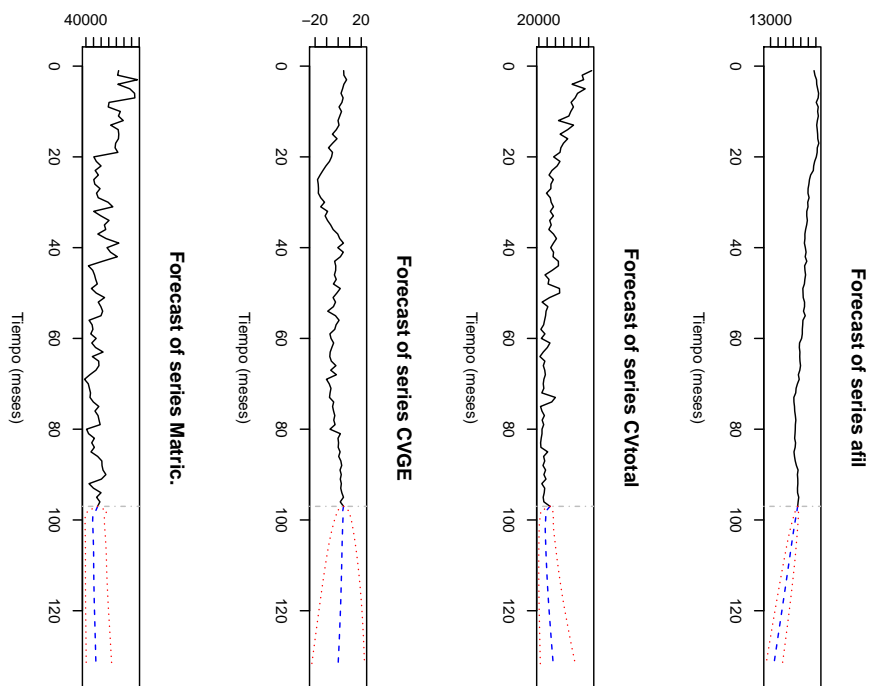 Forecast of series afil
13000
0 20 40 60 80 100 120
Tiempo (meses)
Forecast of series CVtotal
20000
0 20 40 60 80 100 120
Tiempo (meses)
Forecast of series CVGE
−20 20
0 20 40 60 80 100 120
Tiempo (meses)
Forecast of series Matric.
40000
0 20 40 60 80 100 120
Tiempo (meses)